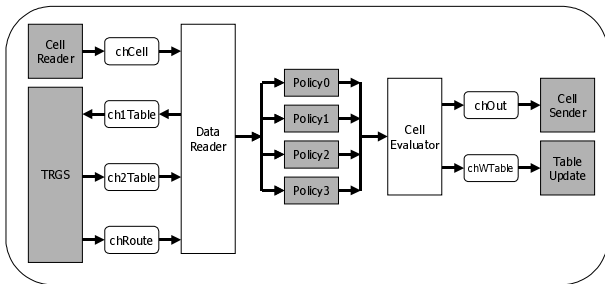 Cell
Reader
chCell
TRGS
ch1Table
ch2Table
chRoute
Data
Reader
Policy0
Policy1
Policy2
Policy3
Cell
Evaluator
chOut
chWTable
Cell
Sender
Table
Update